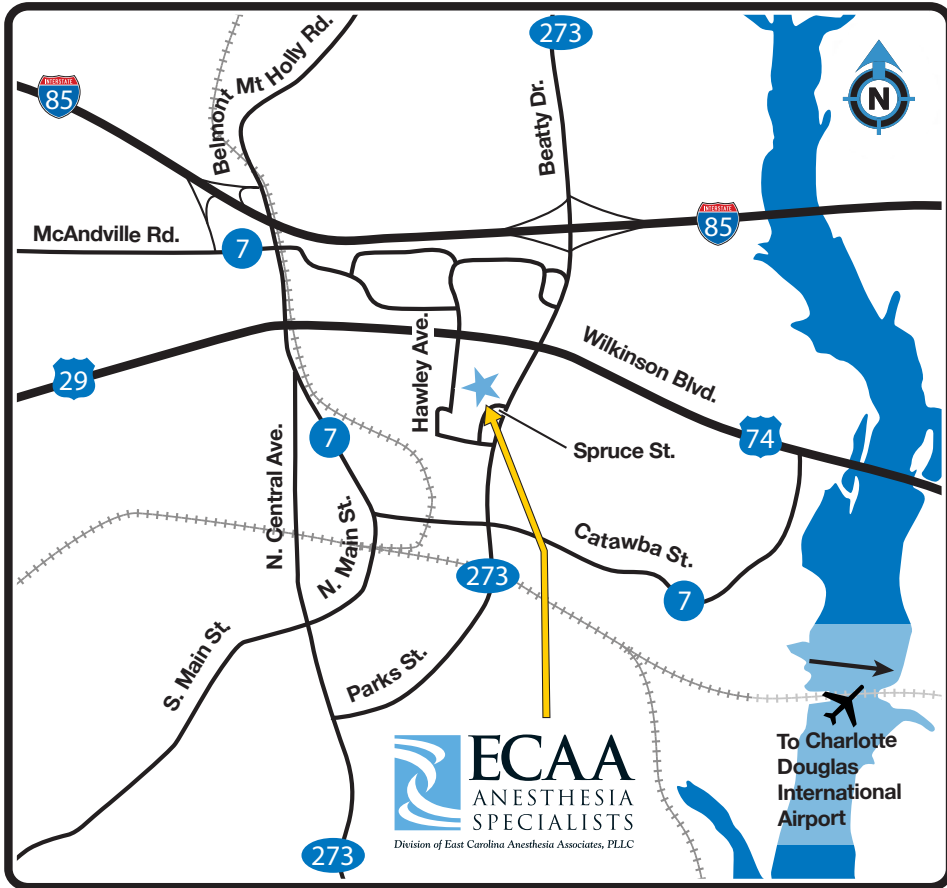 273
N
INTERSTATE
85
Belmont Mt Holly Rd.
Beatty Dr.
INTERSTATE
85
McAndville Rd.
7
Hawley Ave.
Wilkinson Blvd.
29
7
74
Spruce St.
N. Central Ave.
N. Main St.
Catawba St.
273
7
S. Main St.
Parks St.
ECAA
ANESTHESIA
SPECIALISTS
Division of East Carolina Anesthesia Associates, PLLC
To Charlotte
Douglas
International
Airport
273